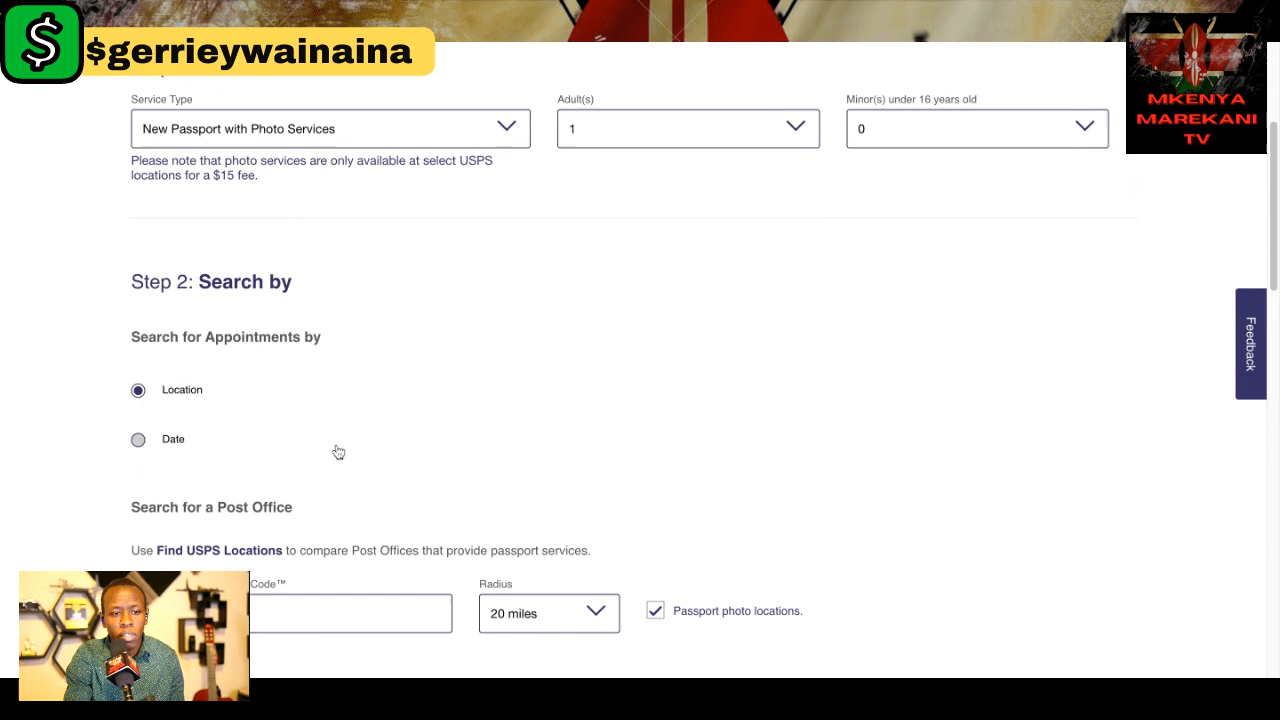 $gerrieywainaina
MKENYA
MAREKANI
TV
Service Type
Adult(s)
Minor(s) under 16 years old
New Passport with Photo Services
1
0
Please note that photo services are only available at select USPS
locations for a $15 fee.
Step 2: Search by
Search for Appointments by
Location
Date
Feedback
Search for a Post Office
Use Find USPS Locations to compare Post Offices that provide passport services.
Code™
Radius
20 miles
Passport photo locations.